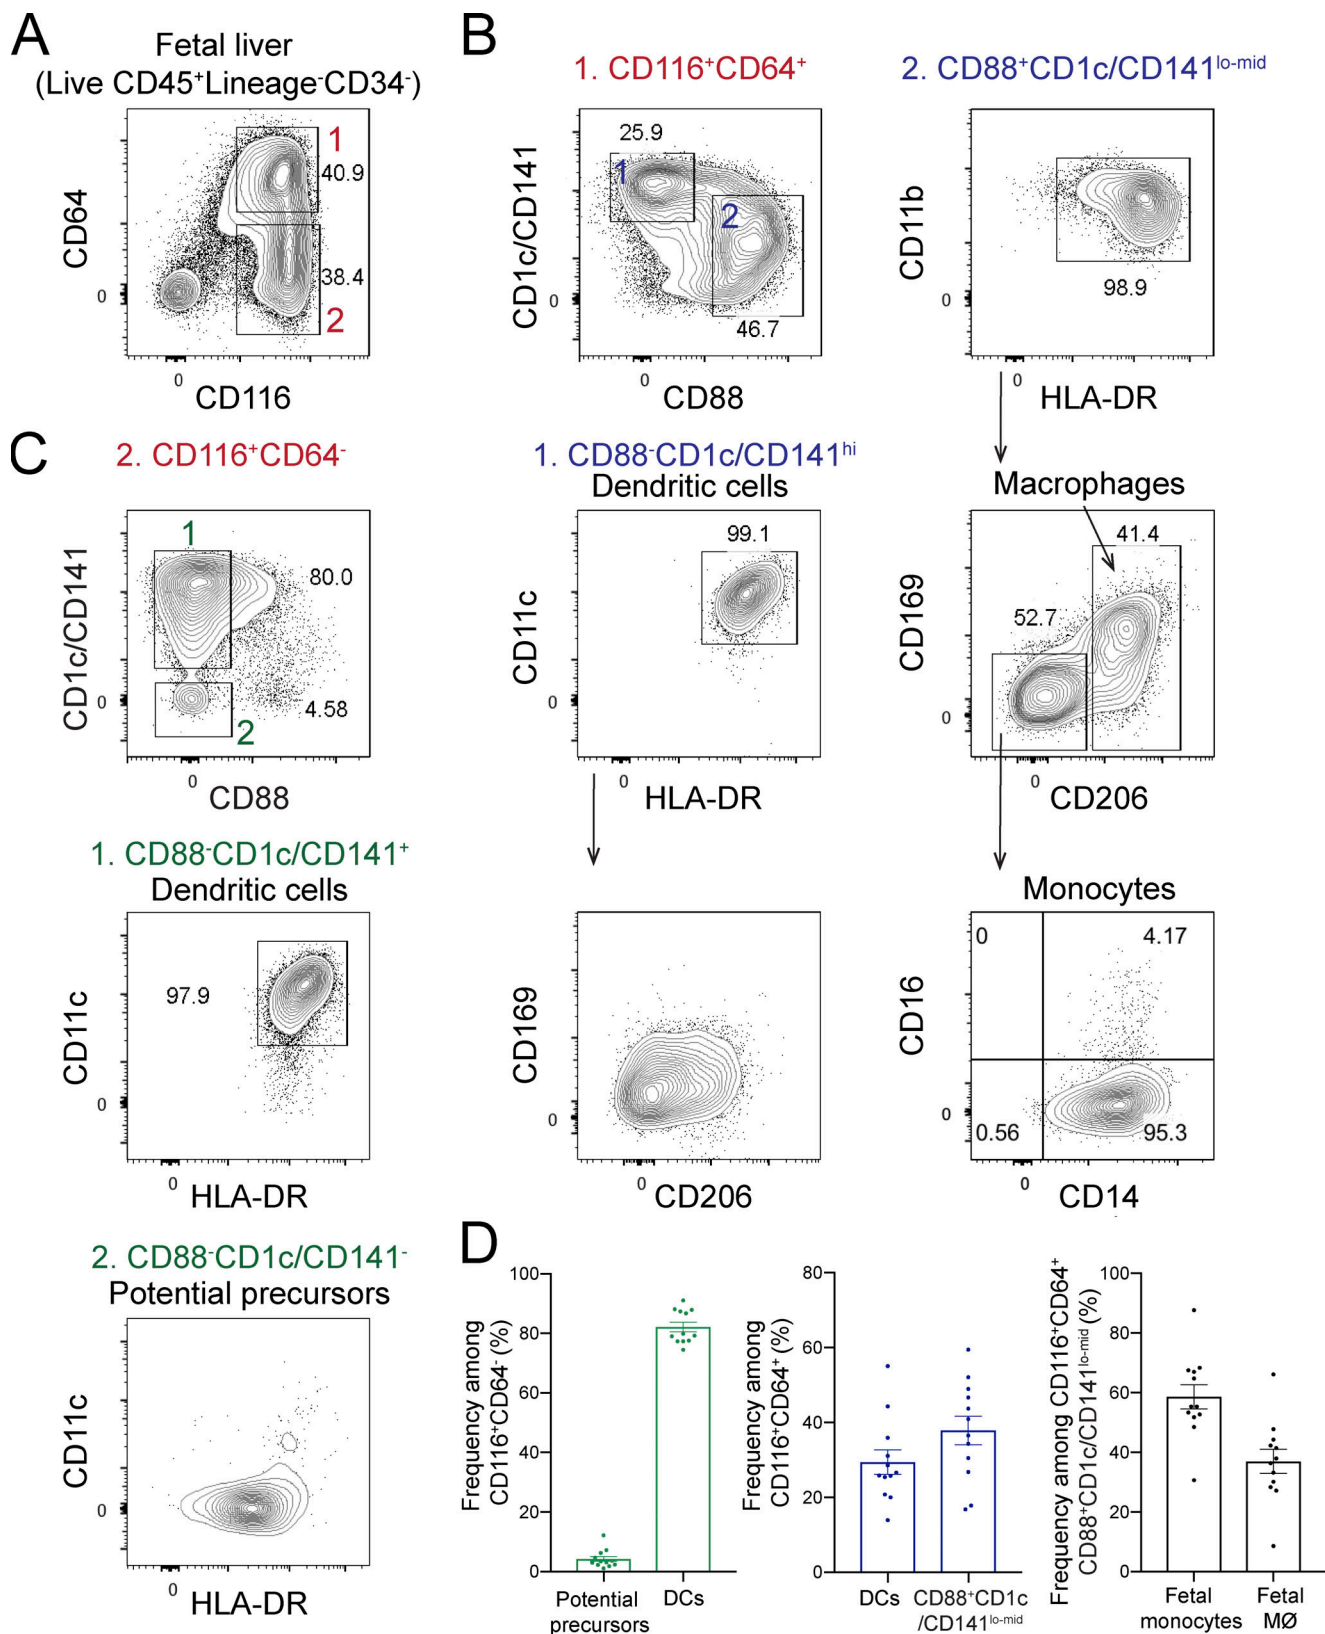 A
Fetal liver
(Live CD45⁺Lineage⁻CD34⁻)
CD64
0
1
40.9
38.4
2
0
CD116
B
1. CD116⁺CD64⁺
CD1c/CD141
0
25.9
1
2
46.7
0
CD88
2. CD88⁺CD1c/CD141ˡᵒ⁻ᵐⁱᵈ
CD11b
0
98.9
0
HLA-DR
1. CD88⁻CD1c/CD141ʰⁱ
Dendritic cells
CD11c
0
99.1
0
HLA-DR
Macrophages
CD169
0
41.4
52.7
0
CD206
CD169
0
0
CD206
Monocytes
CD16
0
0
4.17
0.56
95.3
0
CD14
C
2. CD116⁺CD64⁻
CD1c/CD141
0
1
80.0
4.58
2
0
CD88
1. CD88⁻CD1c/CD141⁺
Dendritic cells
CD11c
0
97.9
0
HLA-DR
2. CD88⁻CD1c/CD141⁻
Potential precursors
CD11c
0
0
HLA-DR
D
Frequency among
CD116⁺CD64⁻ (%)
100
80
60
40
20
0
Potential
precursors
DCs
Frequency among
CD116⁺CD64⁺ (%)
80
60
40
20
0
DCs
CD88⁺CD1c
/CD141ˡᵒ⁻ᵐⁱᵈ
Frequency among CD116⁺CD64⁺
CD88⁺CD1c/CD141ˡᵒ⁻ᵐⁱᵈ (%)
100
80
60
40
20
0
Fetal
monocytes
Fetal
MØ